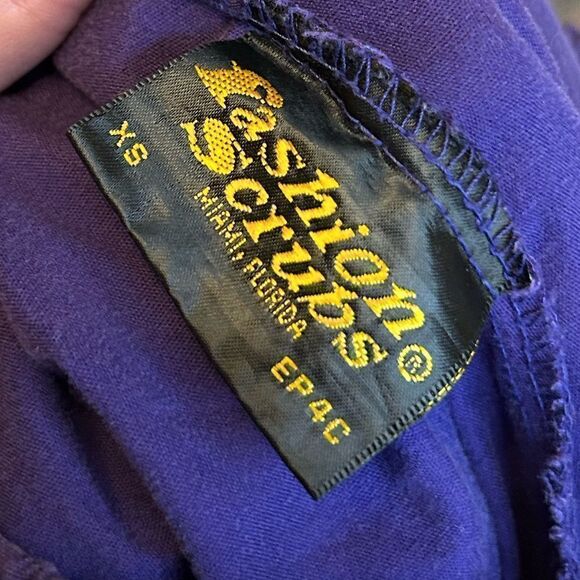 Fashion
Scrubs®
MIAMI, FLORIDA
XS
EP4C